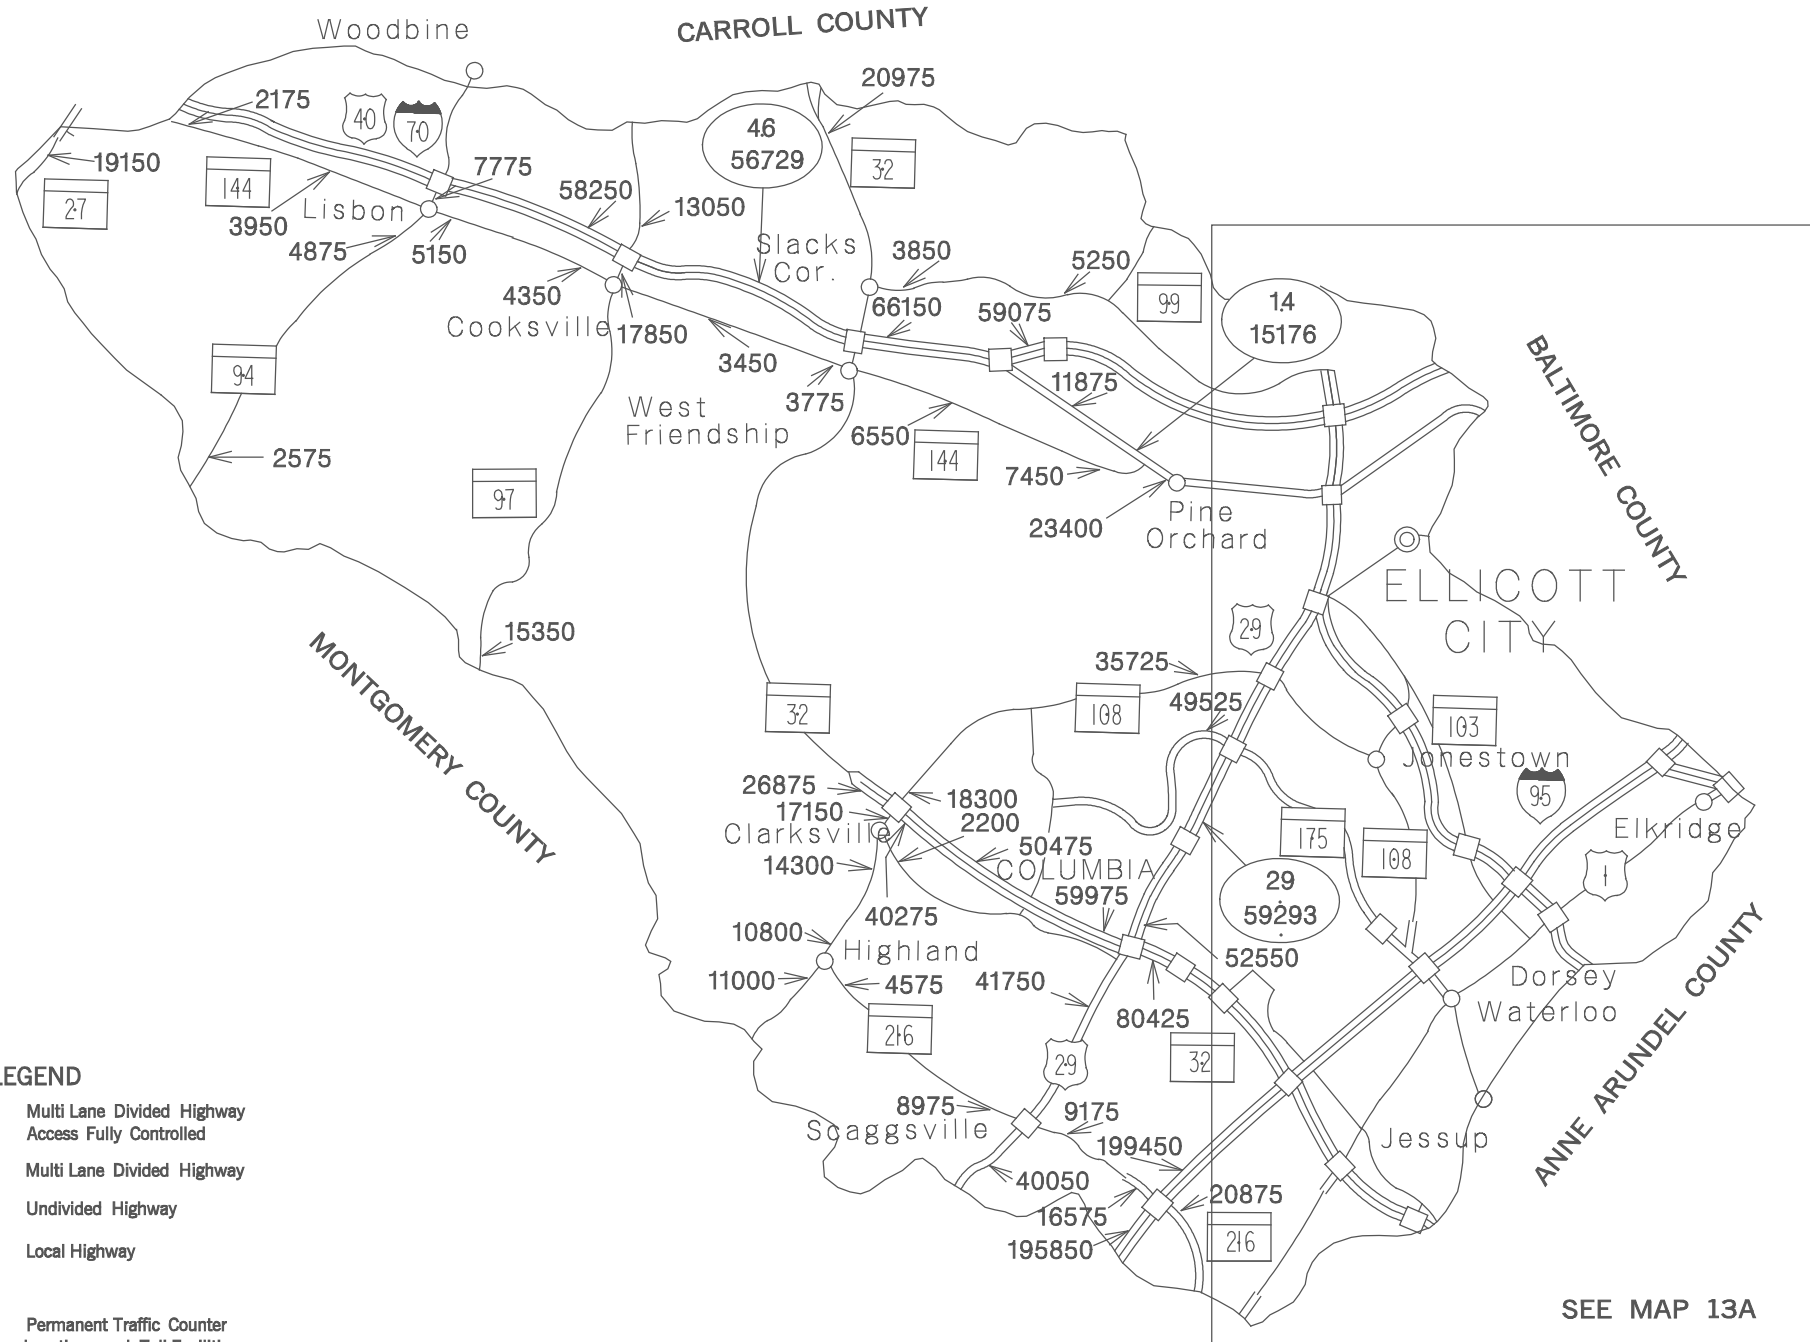 Woodbine
CARROLL COUNTY
2175
40
70
20975
46
56729
32
19150
144
27
7775
58250
13050
Lisbon
3950
4875
5150
Slacks
Cor.
3850
5250
99
4350
Cooksville
17850
66150
59075
14
15176
3450
94
3775
West
Friendship
11875
6550
144
7450
2575
97
23400
Pine
Orchard
BALTIMORE COUNTY
ELLICOTT
CITY
29
15350
MONTGOMERY COUNTY
35725
49525
32
108
103
Jonestown
95
26875
17150
18300
2200
Clarksville
14300
50475
COLUMBIA
59975
175
108
Elkridge
1
29
59293
40275
10800
Highland
52550
11000
4575
41750
80425
Dorsey
Waterloo
216
32
29
ANNE ARUNDEL COUNTY
8975
9175
Scaggsville
199450
Jessup
40050
20875
16575
195850
216
LEGEND
Multi Lane Divided Highway
Access Fully Controlled
Multi Lane Divided Highway
Undivided Highway
Local Highway
Permanent Traffic Counter
SEE MAP 13A